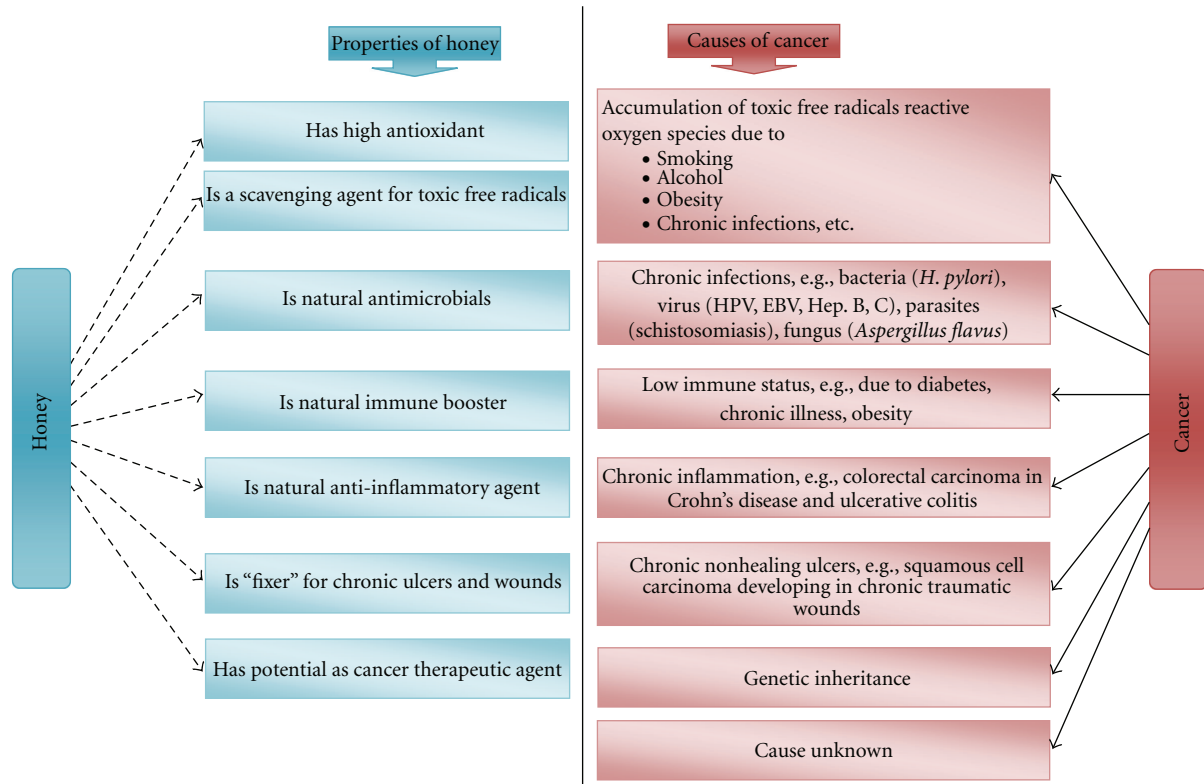 Properties of honey
Has high antioxidant
Is a scavenging agent for toxic free radicals
Is natural antimicrobials
Is natural immune booster
Is natural anti-inflammatory agent
Is “fixer” for chronic ulcers and wounds
Has potential as cancer therapeutic agent
Honey
Causes of cancer
Accumulation of toxic free radicals reactive
oxygen species due to
• Smoking
• Alcohol
• Obesity
• Chronic infections, etc.
Chronic infections, e.g., bacteria (H. pylori),
virus (HPV, EBV, Hep. B, C), parasites
(schistosomiasis), fungus (Aspergillus flavus)
Low immune status, e.g., due to diabetes,
chronic illness, obesity
Chronic inflammation, e.g., colorectal carcinoma in
Crohn’s disease and ulcerative colitis
Chronic nonhealing ulcers, e.g., squamous cell
carcinoma developing in chronic traumatic
wounds
Genetic inheritance
Cause unknown
Cancer